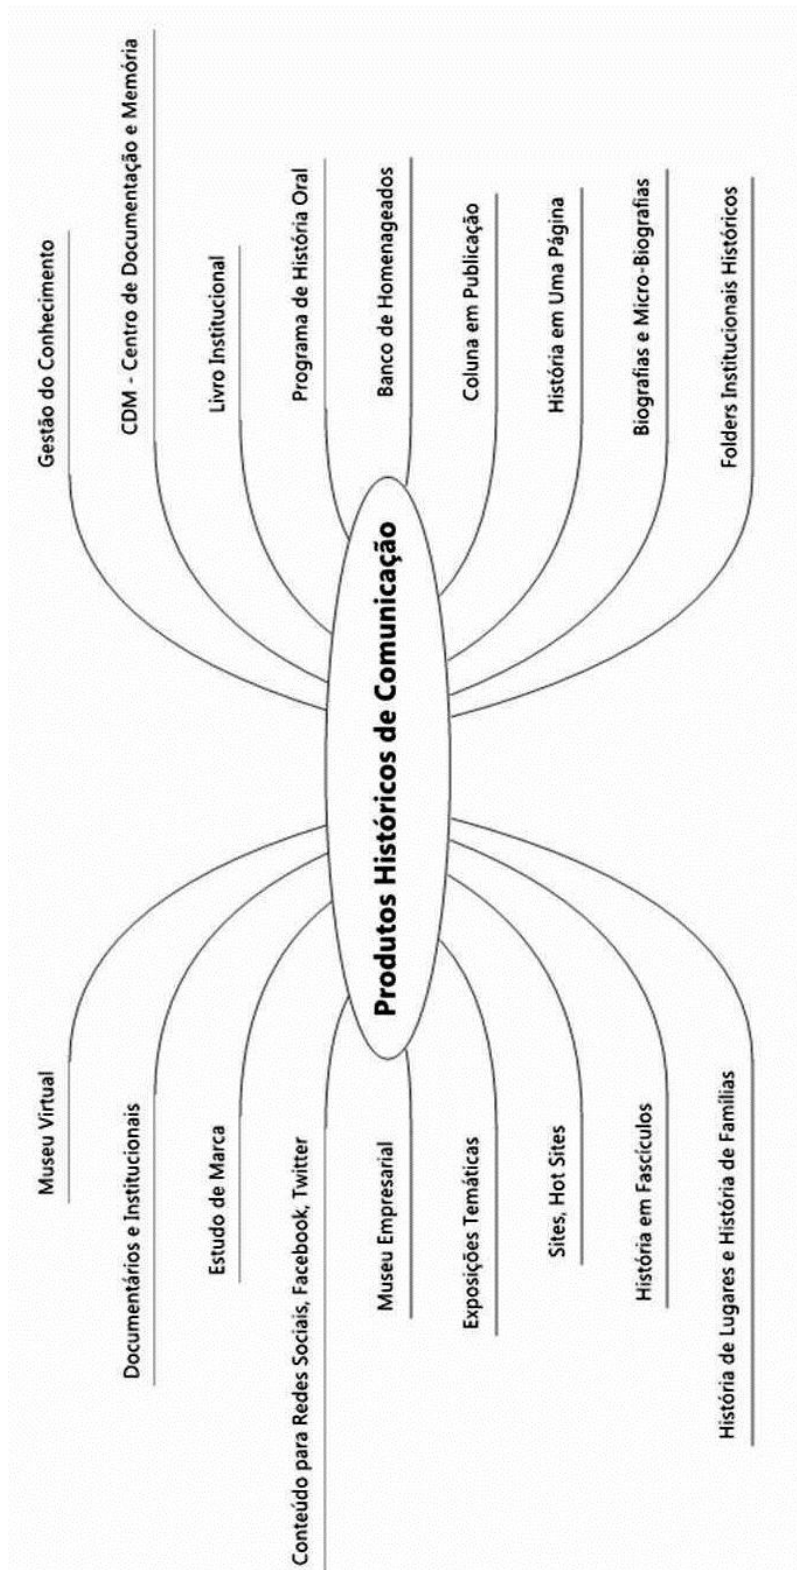 Produtos Históricos de Comunicação
Museu Virtual
Documentários e Institucionais
Estudo de Marca
Conteúdo para Redes Sociais, Facebook, Twitter
Museu Empresarial
Exposições Temáticas
Sites, Hot Sites
História em Fascículos
História de Lugares e História de Famílias
Gestão do Conhecimento
CDM - Centro de Documentação e Memória
Livro Institucional
Programa de História Oral
Banco de Homenageados
Coluna em Publicação
História em Uma Página
Biografias e Micro-Biografias
Folders Institucionais Históricos